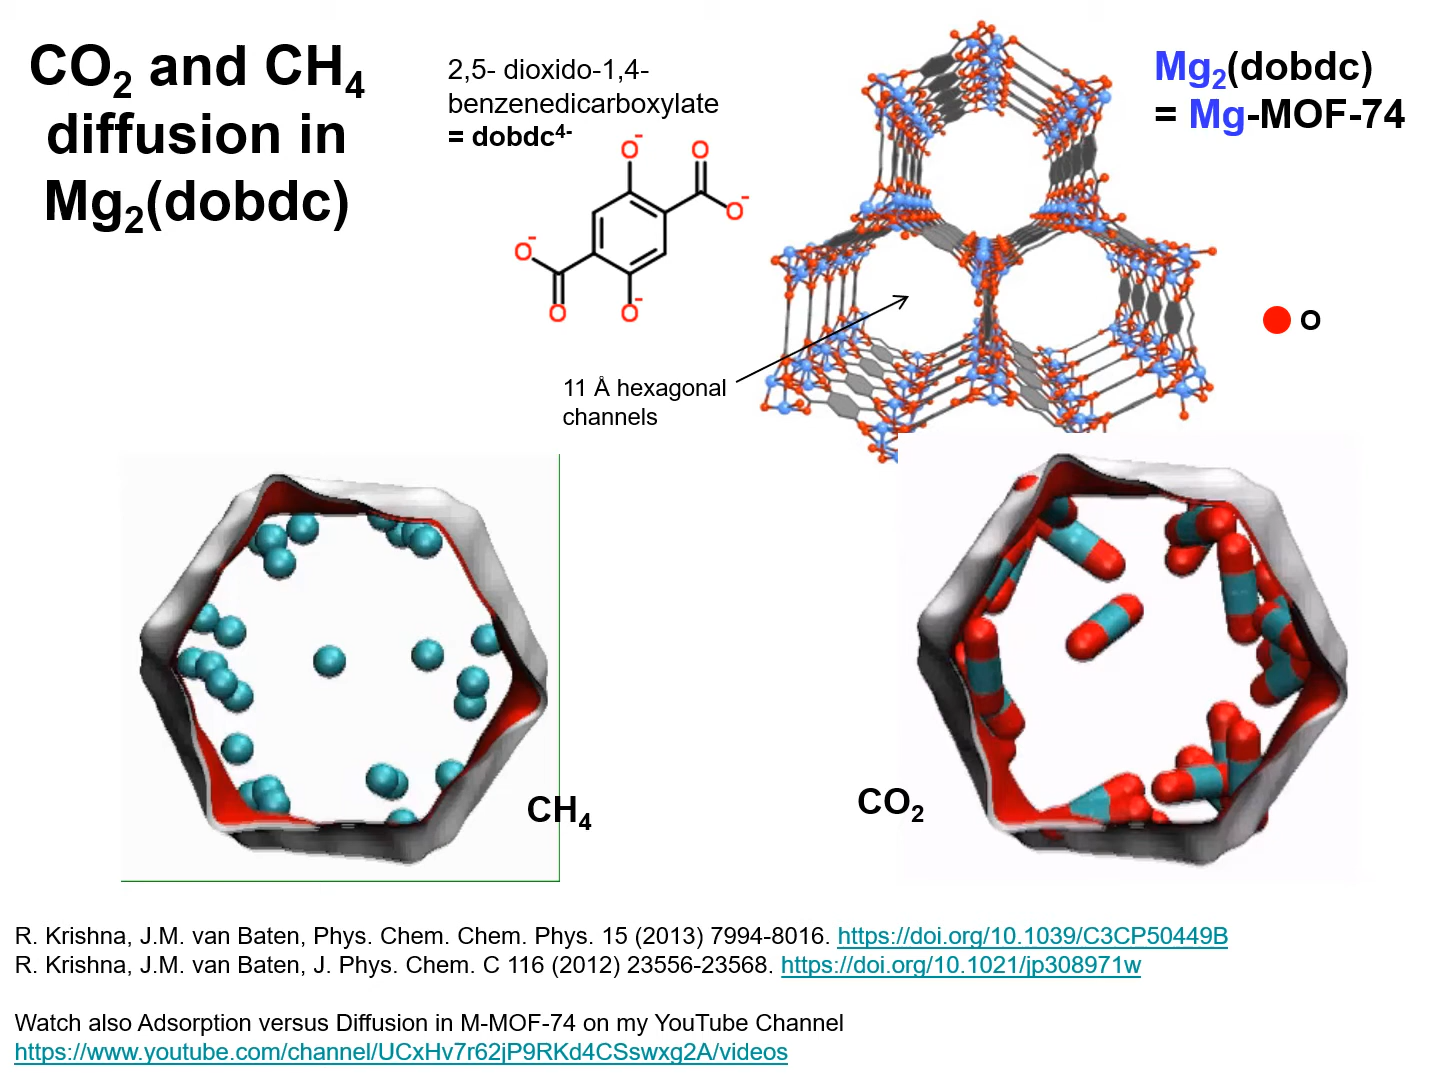 CO₂ and CH₄
diffusion in
Mg₂(dobdc)
2,5- dioxido-1,4-
benzenedicarboxylate
= dobdc⁴⁻
O⁻
O
O⁻
O⁻
O
O⁻
Mg₂(dobdc)
= Mg-MOF-74
O
11 Å hexagonal
channels
CH₄
CO₂
R. Krishna, J.M. van Baten, Phys. Chem. Chem. Phys. 15 (2013) 7994-8016. https://doi.org/10.1039/C3CP50449B
R. Krishna, J.M. van Baten, J. Phys. Chem. C 116 (2012) 23556-23568. https://doi.org/10.1021/jp308971w
Watch also Adsorption versus Diffusion in M-MOF-74 on my YouTube Channel
https://www.youtube.com/channel/UCxHv7r62jP9RKd4CSswxg2A/videos